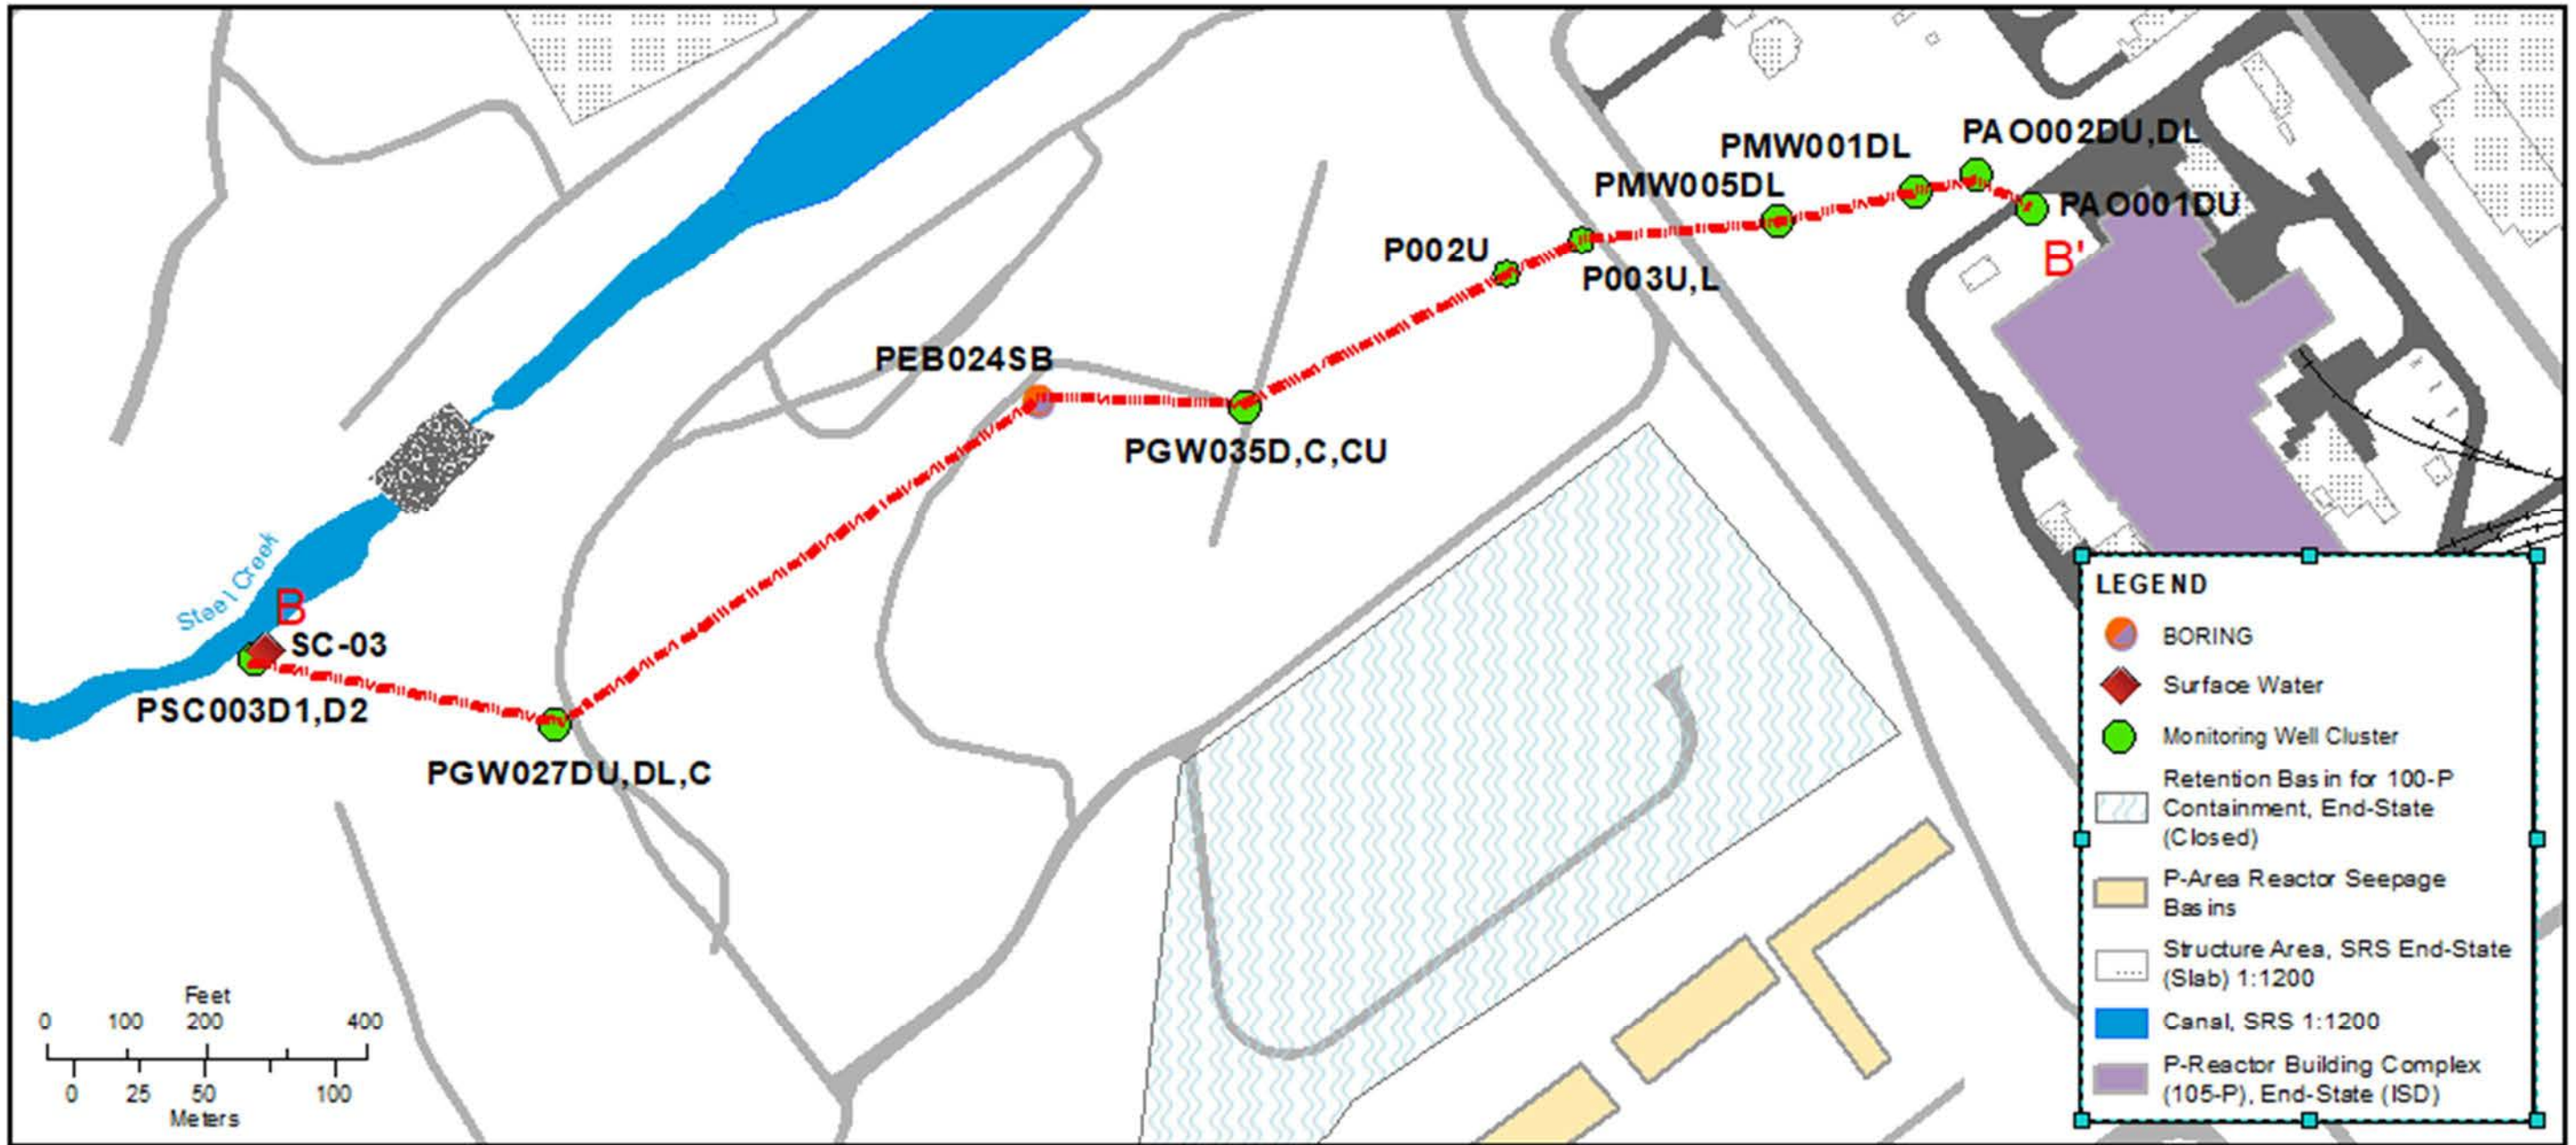 PAO002DU,DL
PMW001DL
PMW005DL
PAO001DU
B'
P002U
P003U,L
PEB024SB
PGW035D,C,CU
Steel Creek
B
SC-03
PSC003D1,D2
PGW027DU,DL,C
Feet
0 100 200 400
0 25 50 100
Meters
LEGEND
BORING
Surface Water
Monitoring Well Cluster
Retention Basin for 100-P
Containment, End-State
(Closed)
P-Area Reactor Seepage
Basins
Structure Area, SRS End-State
(Slab) 1:1200
Canal, SRS 1:1200
P-Reactor Building Complex
(105-P), End-State (ISD)